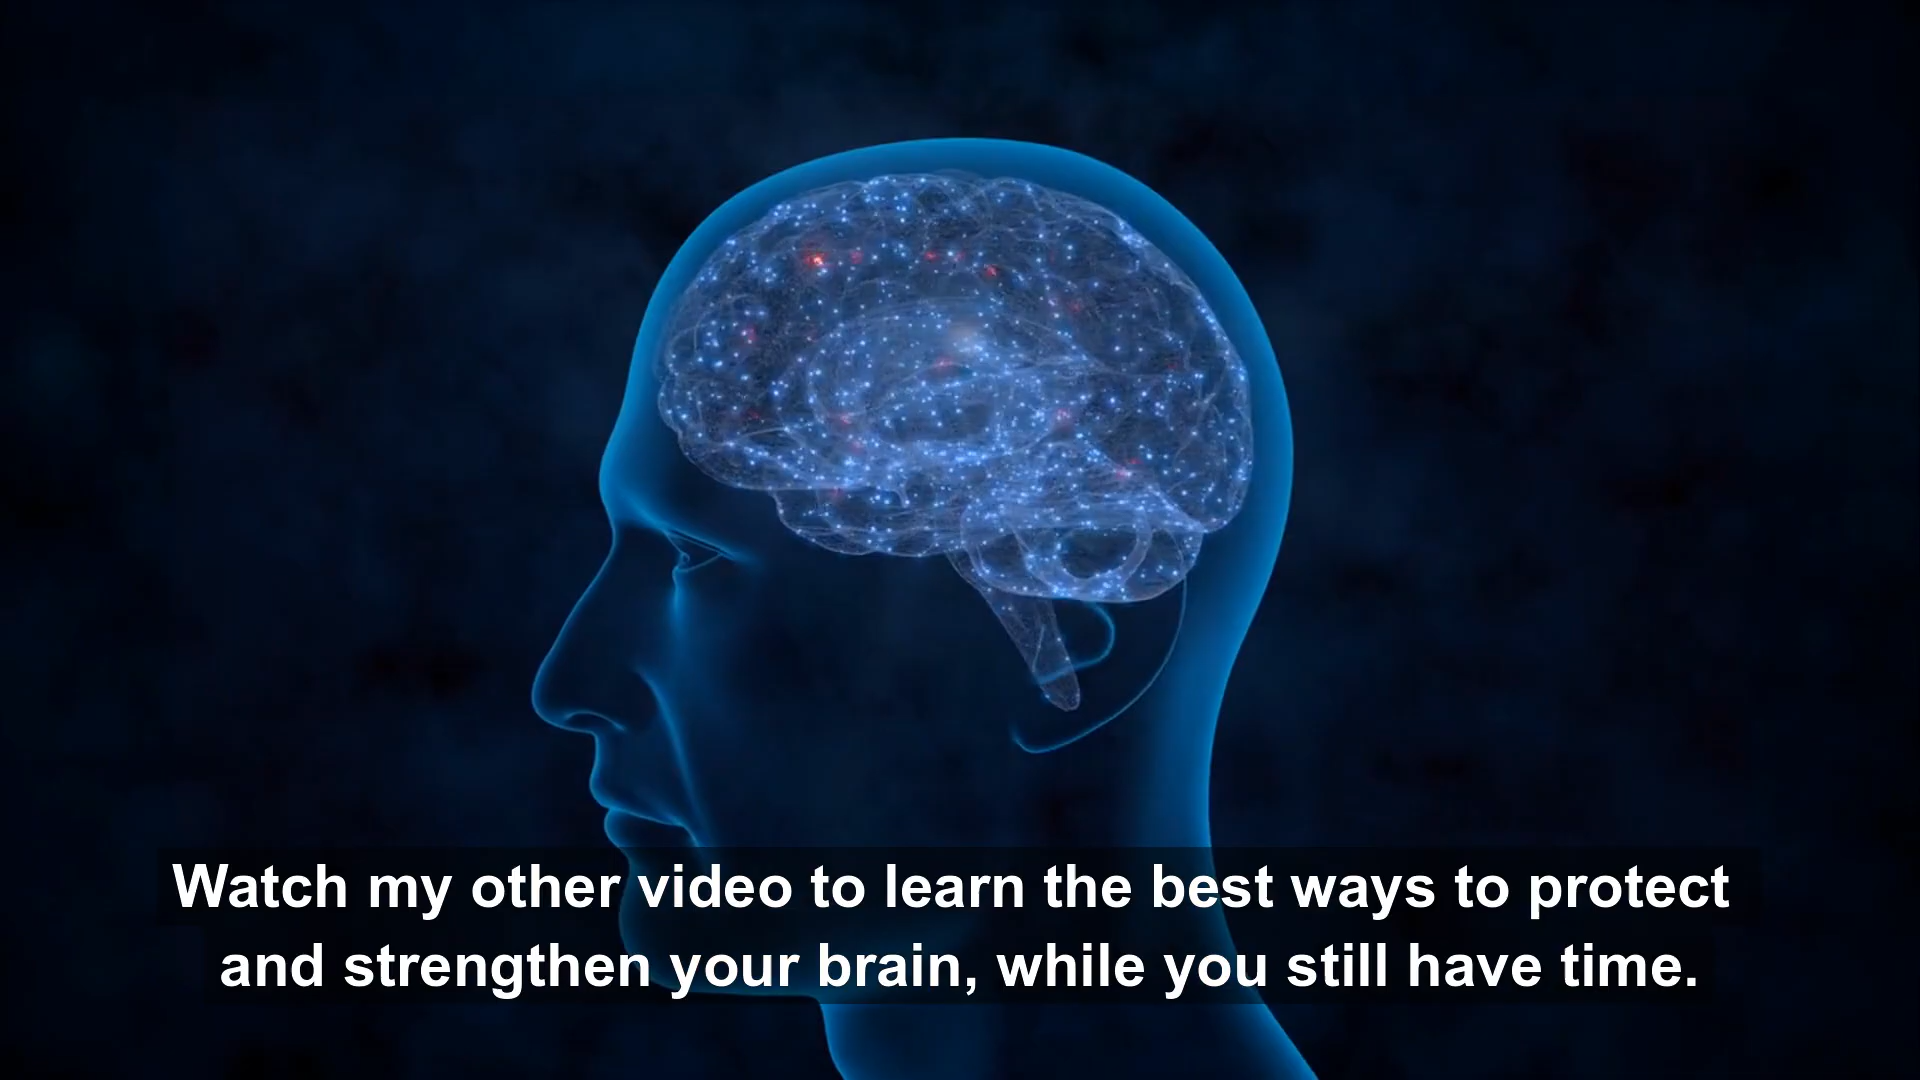 Watch my other video to learn the best ways to protect
and strengthen your brain, while you still have time.